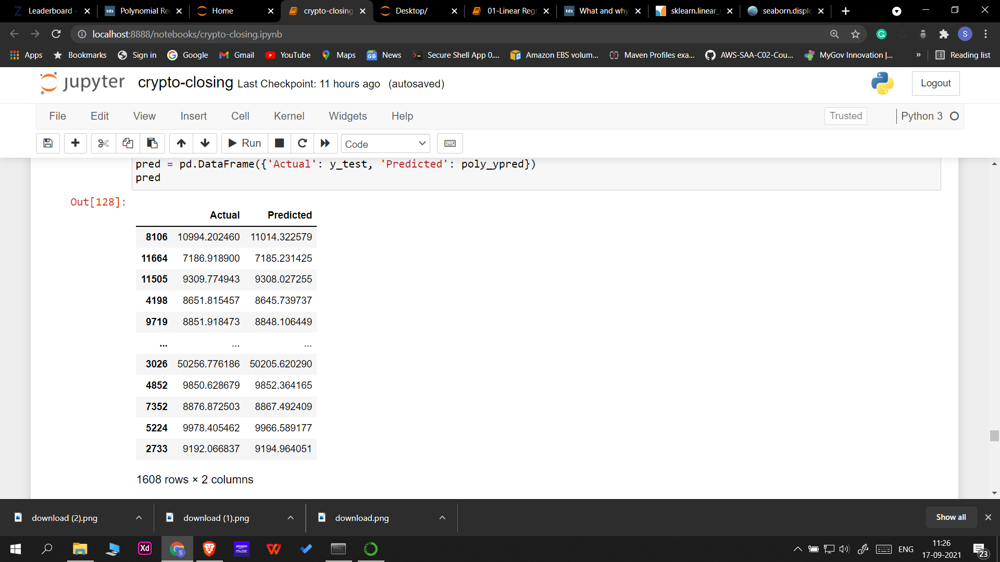 Leaderboard -
Polynomial Re
Home
crypto-closing
Desktop/
01-Linear Regr
What and why
sklearn.linear_
seaborn.displo
localhost:8888/notebooks/crypto-closing.ipynb
Apps
Bookmarks
Sign in
Google
Gmail
YouTube
Maps
News
Secure Shell App 0....
Amazon EBS volum...
Maven Profiles exa...
AWS-SAA-C02-Cou...
MyGov Innovation |...
»
Reading list
jupyter
crypto-closing Last Checkpoint: 11 hours ago (autosaved)
Logout
File Edit View Insert Cell Kernel Widgets Help
Trusted
Python 3
Run
Code
pred = pd.DataFrame({'Actual': y_test, 'Predicted': poly_ypred})
pred
Out[128]:
Actual Predicted
8106 10994.202460 11014.322579
11664 7186.918900 7185.231425
11505 9309.774943 9308.027255
4198 8651.815457 8645.739737
9719 8851.918473 8848.106449
... ... ...
3026 50256.776186 50205.620290
4852 9850.628679 9852.364165
7352 8876.872503 8867.492409
5224 9978.405462 9966.589177
2733 9192.066837 9194.964051
1608 rows × 2 columns
download (2).png
download (1).png
download.png
Show all
Xd
amazon music
ENG
11:26
17-09-2021
23